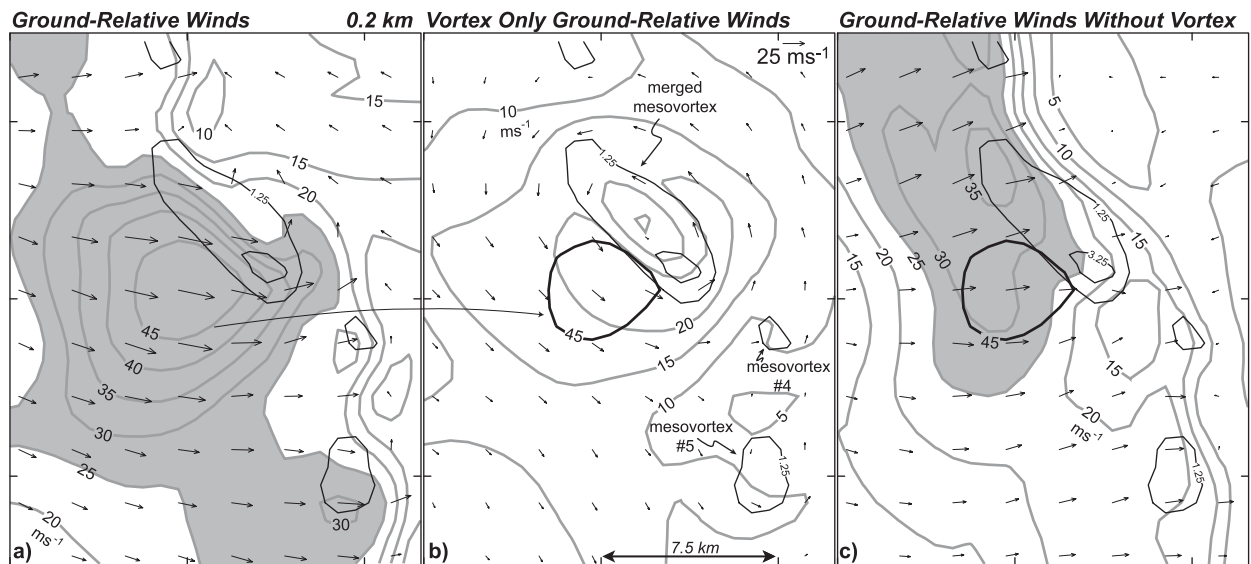 Ground-Relative Winds 0.2 km
Vortex Only Ground-Relative Winds
Ground-Relative Winds Without Vortex
15
10
15
20
1.25
45
40
35
30
25
20
ms-1
30
a)
25 ms-1
merged
mesovortex
10
ms-1
1.25
45
20
15
10
mesovortex
#4
5
mesovortex
#5
1.25
7.5 km
b)
5
10
35
1.25
15
15
20
25
30
3.25
45
15
20
ms-1
1.25
c)